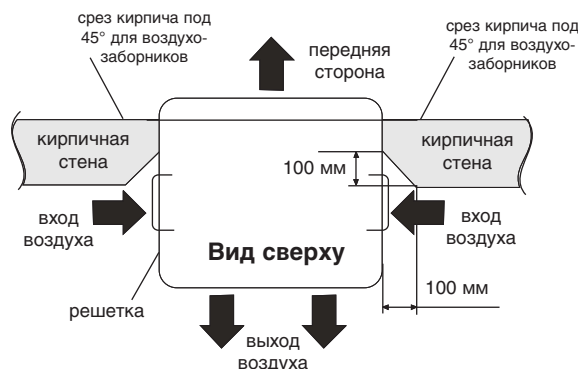 срез кирпича под
45° для воздухо-
заборников
передняя
сторона
срез кирпича под
45° для воздухо-
заборников
кирпичная
стена
100 мм
кирпичная
стена
вход
воздуха
Вид сверху
вход
воздуха
решетка
100 мм
выход
воздуха